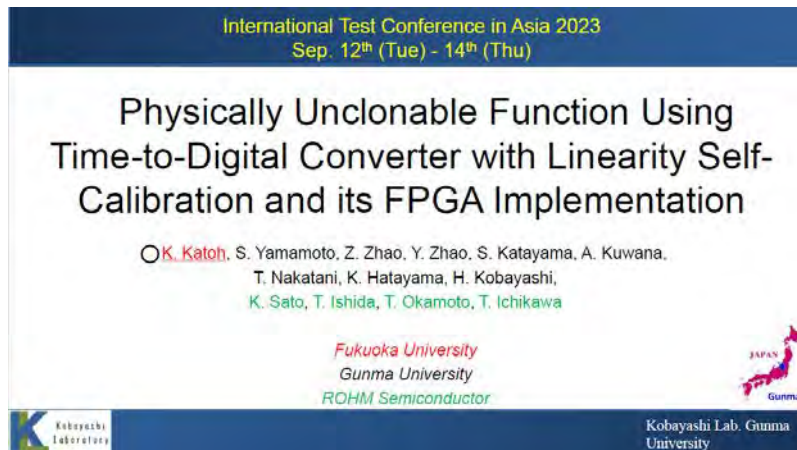 International Test Conference in Asia 2023
Sep. 12th (Tue) - 14th (Thu)
Physically Unclonable Function Using
Time-to-Digital Converter with Linearity Self-
Calibration and its FPGA Implementation
○K. Katoh, S. Yamamoto, Z. Zhao, Y. Zhao, S. Katayama, A. Kuwana,
T. Nakatani, K. Hatayama, H. Kobayashi,
K. Sato, T. Ishida, T. Okamoto, T. Ichikawa
Fukuoka University
Gunma University
ROHM Semiconductor
JAPAN
Gunma
Kobayashi
Laboratory
Kobayashi Lab. Gunma
University